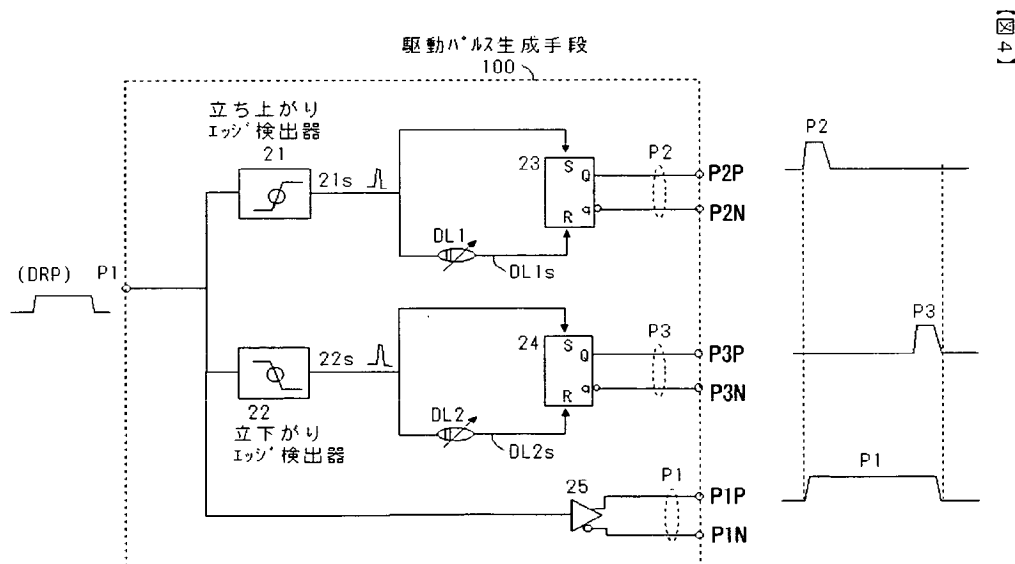 【図4】
駆動パルス生成手段
100
立ち上がり
エッジ検出器
21
21s
DL1
DL1s
23
S
Q
q
R
P2
P2P
P2N
P2
(DRP)
P1
22s
22
立下がり
エッジ検出器
DL2
DL2s
24
S
Q
q
R
P3
P3P
P3N
P3
25
P1
P1P
P1N
P1